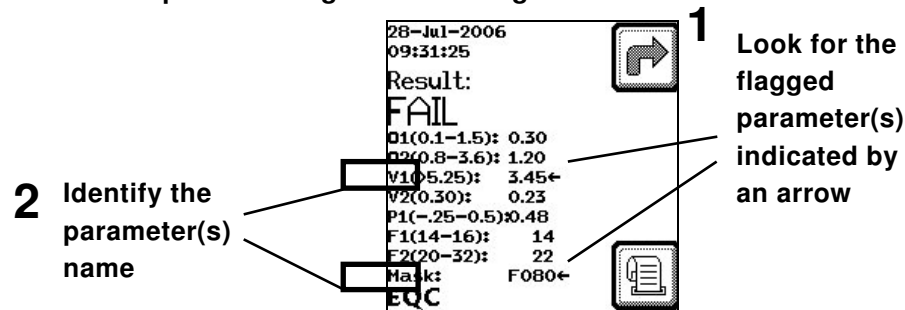 28-Jul-2006
09:31:25
Result:
FAIL
O1(0.1-1.5): 0.30
O2(0.8-3.6): 1.20
V1(>5.25): 3.45←
V2(0.30): 0.23
P1(-.25-0.5):0.48
F1(14-16): 14
F2(20-32): 22
Mask: F080←
EQC
1
Look for the
flagged
parameter(s)
indicated by
an arrow
2 Identify the
parameter(s)
name